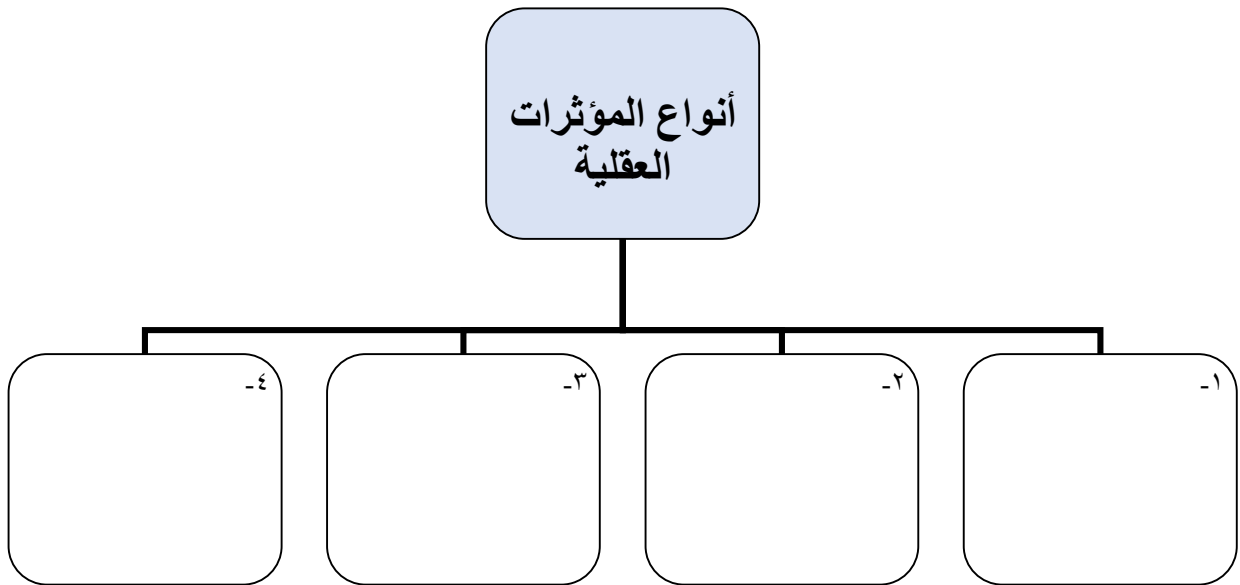 أنواع المؤثرات
العقلية
١-
٢-
٣-
٤-